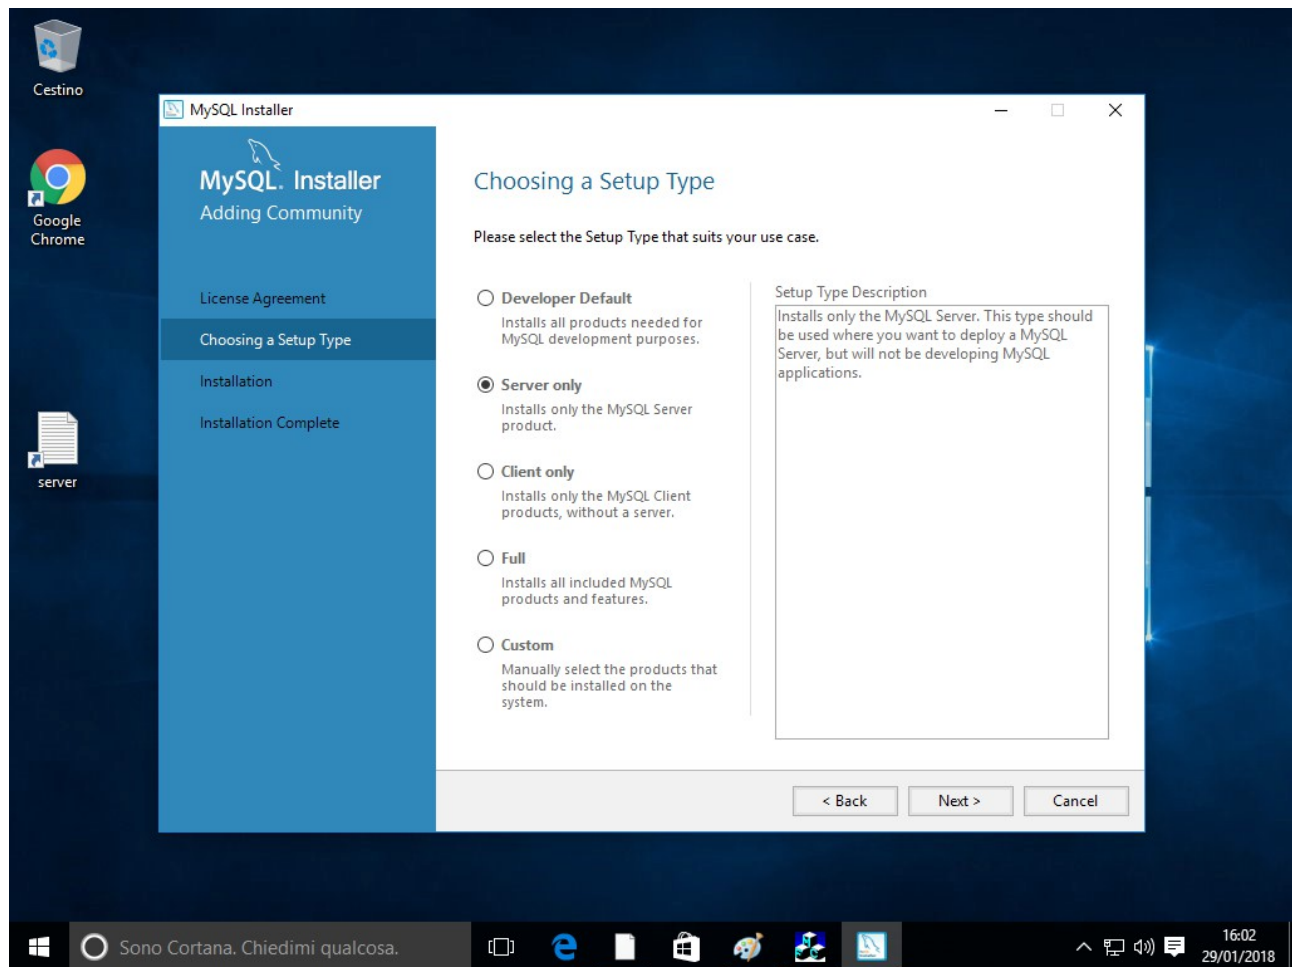 Cestino
Google
Chrome
server
MySQL Installer
MySQL. Installer
Adding Community
License Agreement
Choosing a Setup Type
Installation
Installation Complete
Choosing a Setup Type
Please select the Setup Type that suits your use case.
Developer Default
Installs all products needed for
MySQL development purposes.
Server only
Installs only the MySQL Server
product.
Client only
Installs only the MySQL Client
products, without a server.
Full
Installs all included MySQL
products and features.
Custom
Manually select the products that
should be installed on the
system.
Setup Type Description
Installs only the MySQL Server. This type should
be used where you want to deploy a MySQL
Server, but will not be developing MySQL
applications.
< Back
Next >
Cancel
Sono Cortana. Chiedimi qualcosa.
16:02
29/01/2018